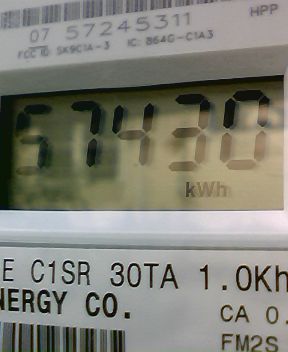 HPP
07 57245311
FCC ID SK9C1A-3 IC: 864G-C1A3
57430
kWh
E C1SR 30TA 1.0Kh
NERGY CO.
CA 0.
FM2S